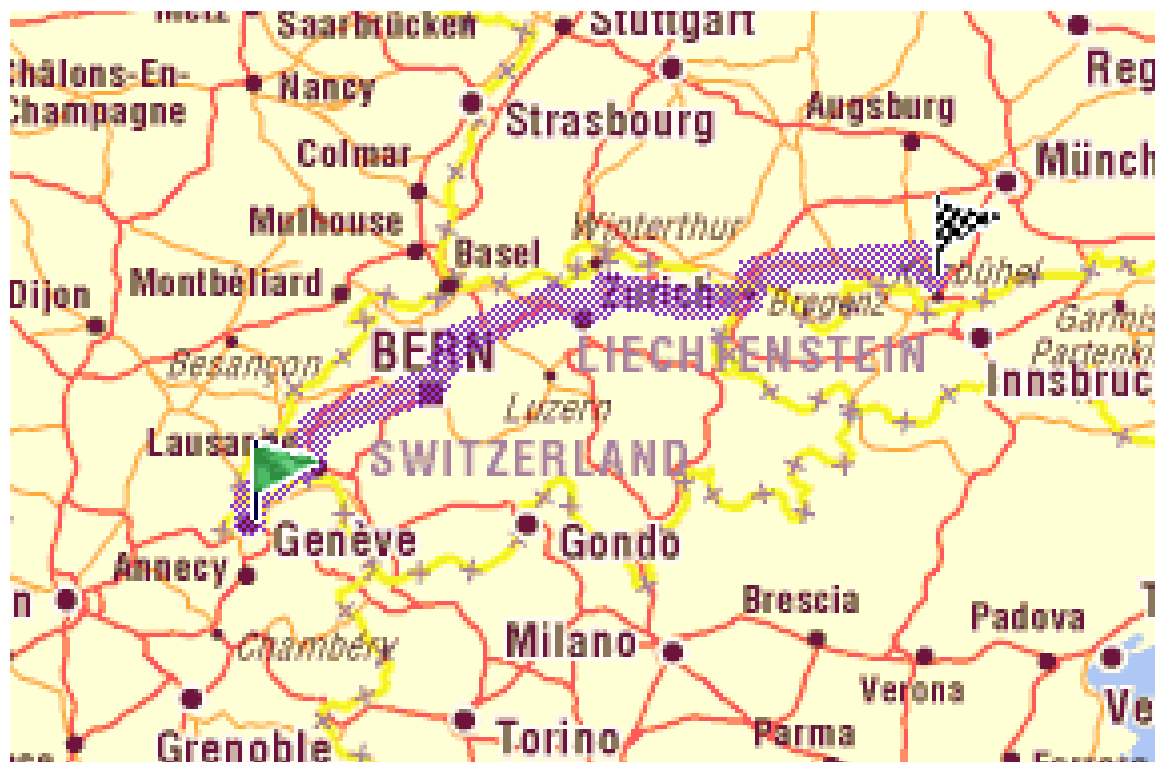 Saarbrücken
Stuttgart
Châlons-En-
Champagne
Nancy
Reg
Strasbourg
Augsburg
Colmar
Münch
Mulhouse
Winterthur
Basel
Dijon
Montbéliard
Zürich
bühel
Bregenz
Garmis
BERN
Besançon
LIECHTENSTEIN
Partenki
Innsbruc
Luzern
Lausanne
SWITZERLAND
Genève
Gondo
Annecy
n
Brescia
Padova
Chambéry
Milano
Verona
Ve
Grenoble
Torino
Parma